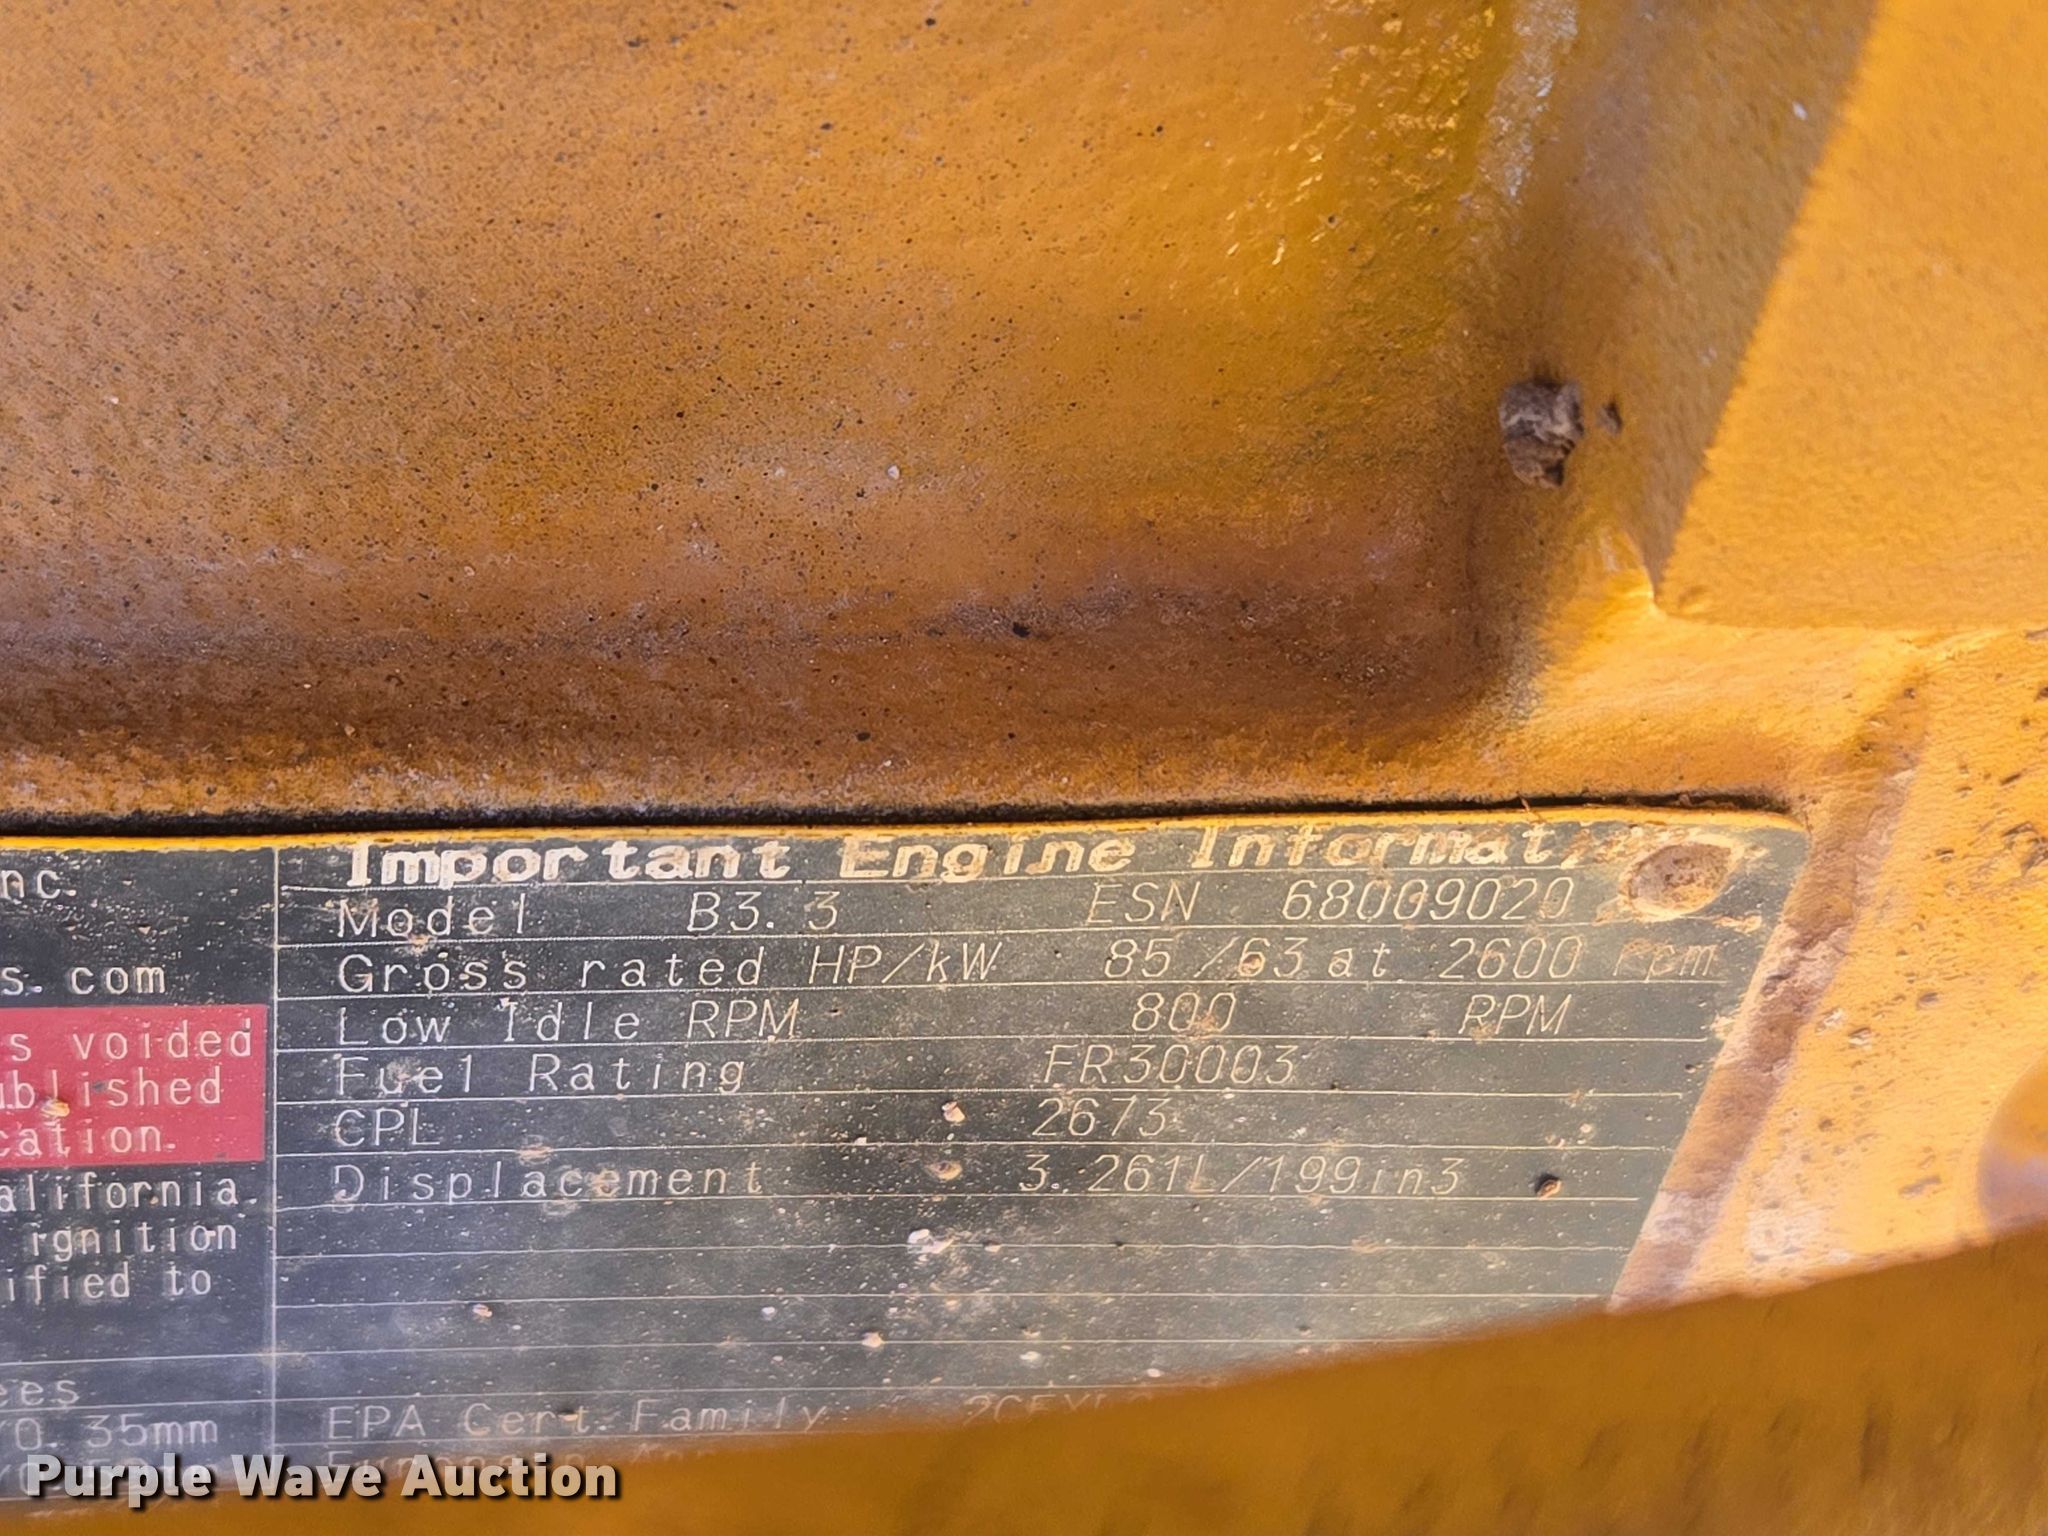 Important Engine Informat
Model B3.3 ESN 68009020
Gross rated HP/kW 85/63 at 2600 rpm
Low Idle RPM 800 RPM
Fuel Rating FR30003
CPL 2673
Displacement 3.261L/199in3
EPA Cert. Family
nc.
s.com
s voided
ublished
cation.
alifornia.
rgnition
ified to
ees
/0.35mm
Purple Wave Auction